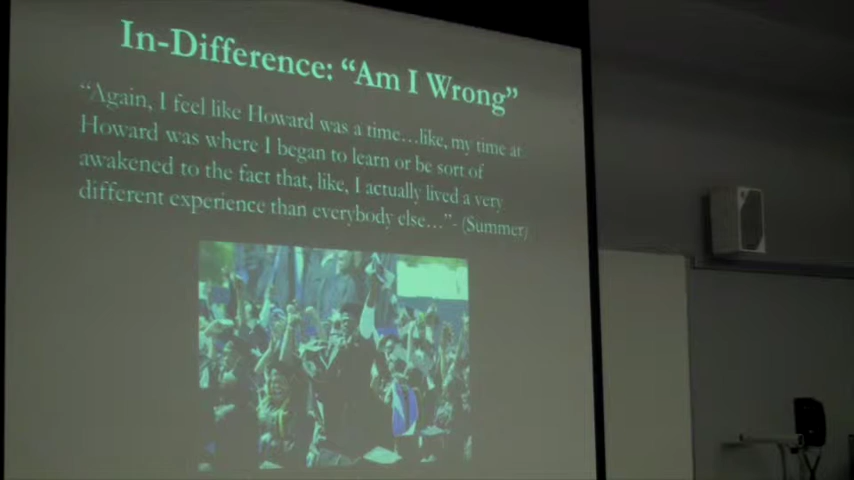 In-Difference: “Am I Wrong”
“Again, I feel like Howard was a time…like, my time at
Howard was where I began to learn or be sort of
awakened to the fact that, like, I actually lived a very
different experience than everybody else…”- (Summer)